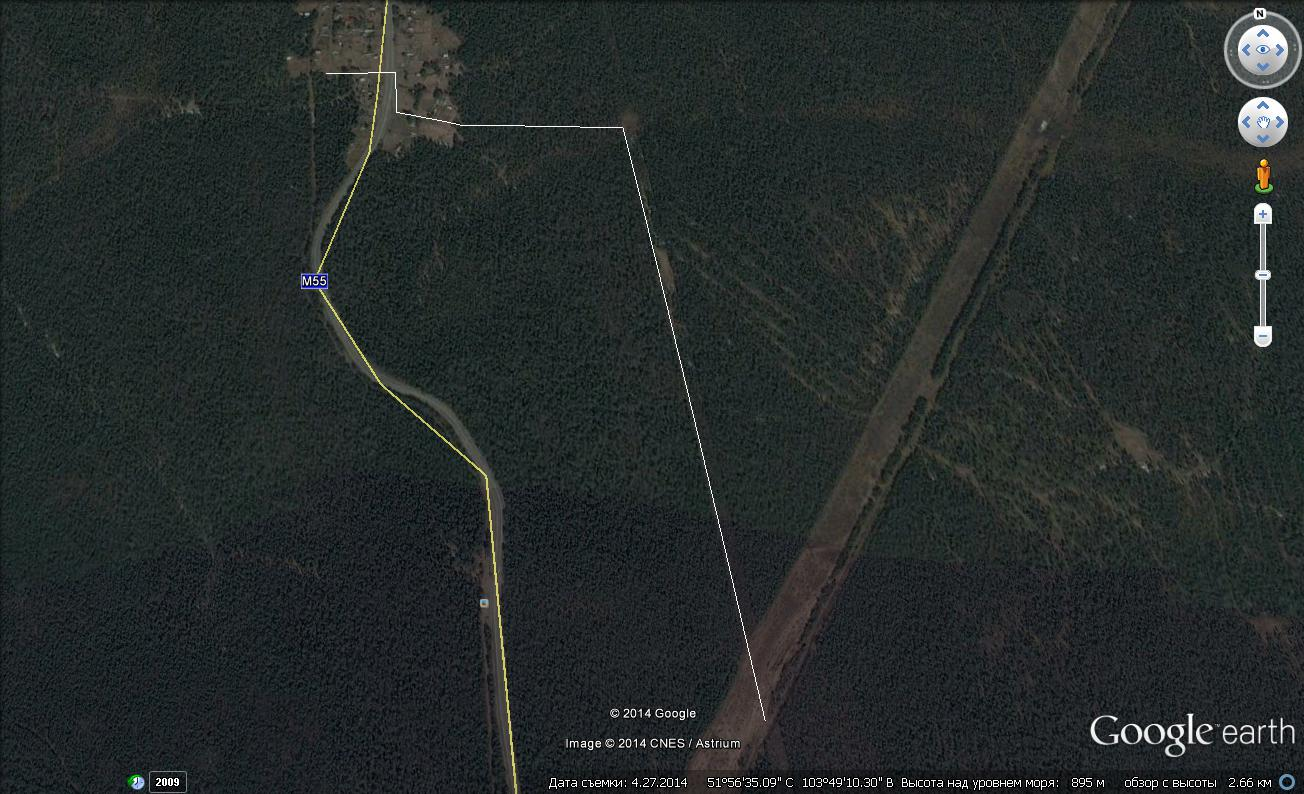 N
M55
© 2014 Google
Image © 2014 CNES / Astrium
Google earth
2009
Дата съемки: 4.27.2014 51°56'35.09" С 103°49'10.30" В Высота над уровнем моря: 895 м обзор с высоты 2.66 км